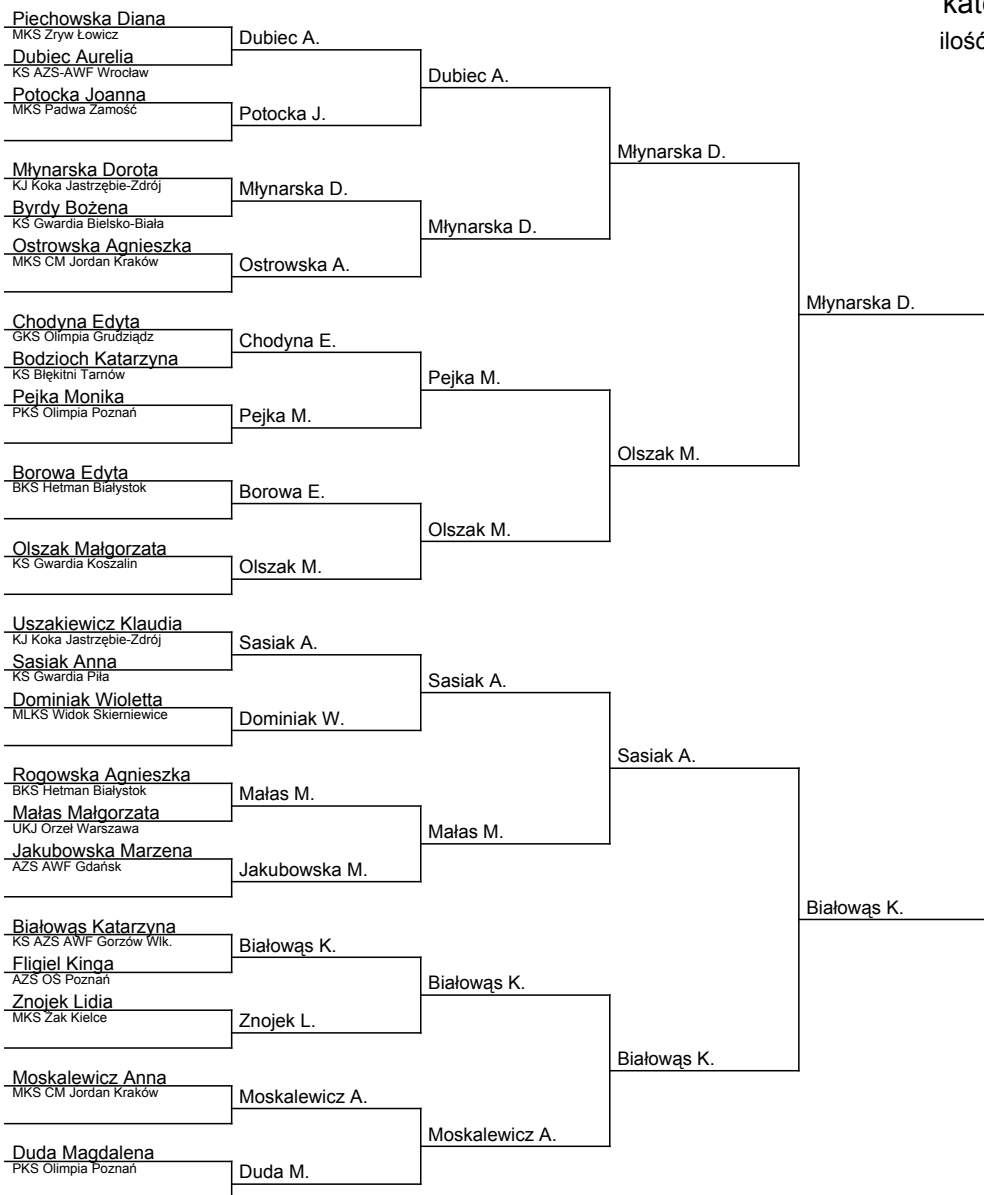 kate
ilość
Piechowska Diana
MKS Zryw Łowicz
Dubiec Aurelia
KS AZS-AWF Wrocław
Potocka Joanna
MKS Padwa Zamość
Młynarska Dorota
KJ Koka Jastrzębie-Zdrój
Byrdy Bożena
KS Gwardia Bielsko-Biała
Ostrowska Agnieszka
MKS CM Jordan Kraków
Chodyna Edyta
GKS Olimpia Grudziądz
Bodzioch Katarzyna
KS Błękitni Tarnów
Pejka Monika
PKS Olimpia Poznań
Borowa Edyta
BKS Hetman Białystok
Olszak Małgorzata
KS Gwardia Koszalin
Uszakiewicz Klaudia
KJ Koka Jastrzębie-Zdrój
Sasiak Anna
KS Gwardia Piła
Dominiak Wioletta
MLKS Widok Skierniewice
Rogowska Agnieszka
BKS Hetman Białystok
Małas Małgorzata
UKJ Orzeł Warszawa
Jakubowska Marzena
AZS AWF Gdańsk
Białowąs Katarzyna
KS AZS AWF Gorzów Wlk.
Fligiel Kinga
AZS OŚ Poznań
Znojek Lidia
MKS Żak Kielce
Moskalewicz Anna
MKS CM Jordan Kraków
Duda Magdalena
PKS Olimpia Poznań
Dubiec A.
Potocka J.
Młynarska D.
Ostrowska A.
Chodyna E.
Pejka M.
Borowa E.
Olszak M.
Sasiak A.
Dominiak W.
Małas M.
Jakubowska M.
Białowąs K.
Znojek L.
Moskalewicz A.
Duda M.
Dubiec A.
Młynarska D.
Pejka M.
Olszak M.
Sasiak A.
Małas M.
Białowąs K.
Moskalewicz A.
Młynarska D.
Olszak M.
Sasiak A.
Białowąs K.
Młynarska D.
Białowąs K.